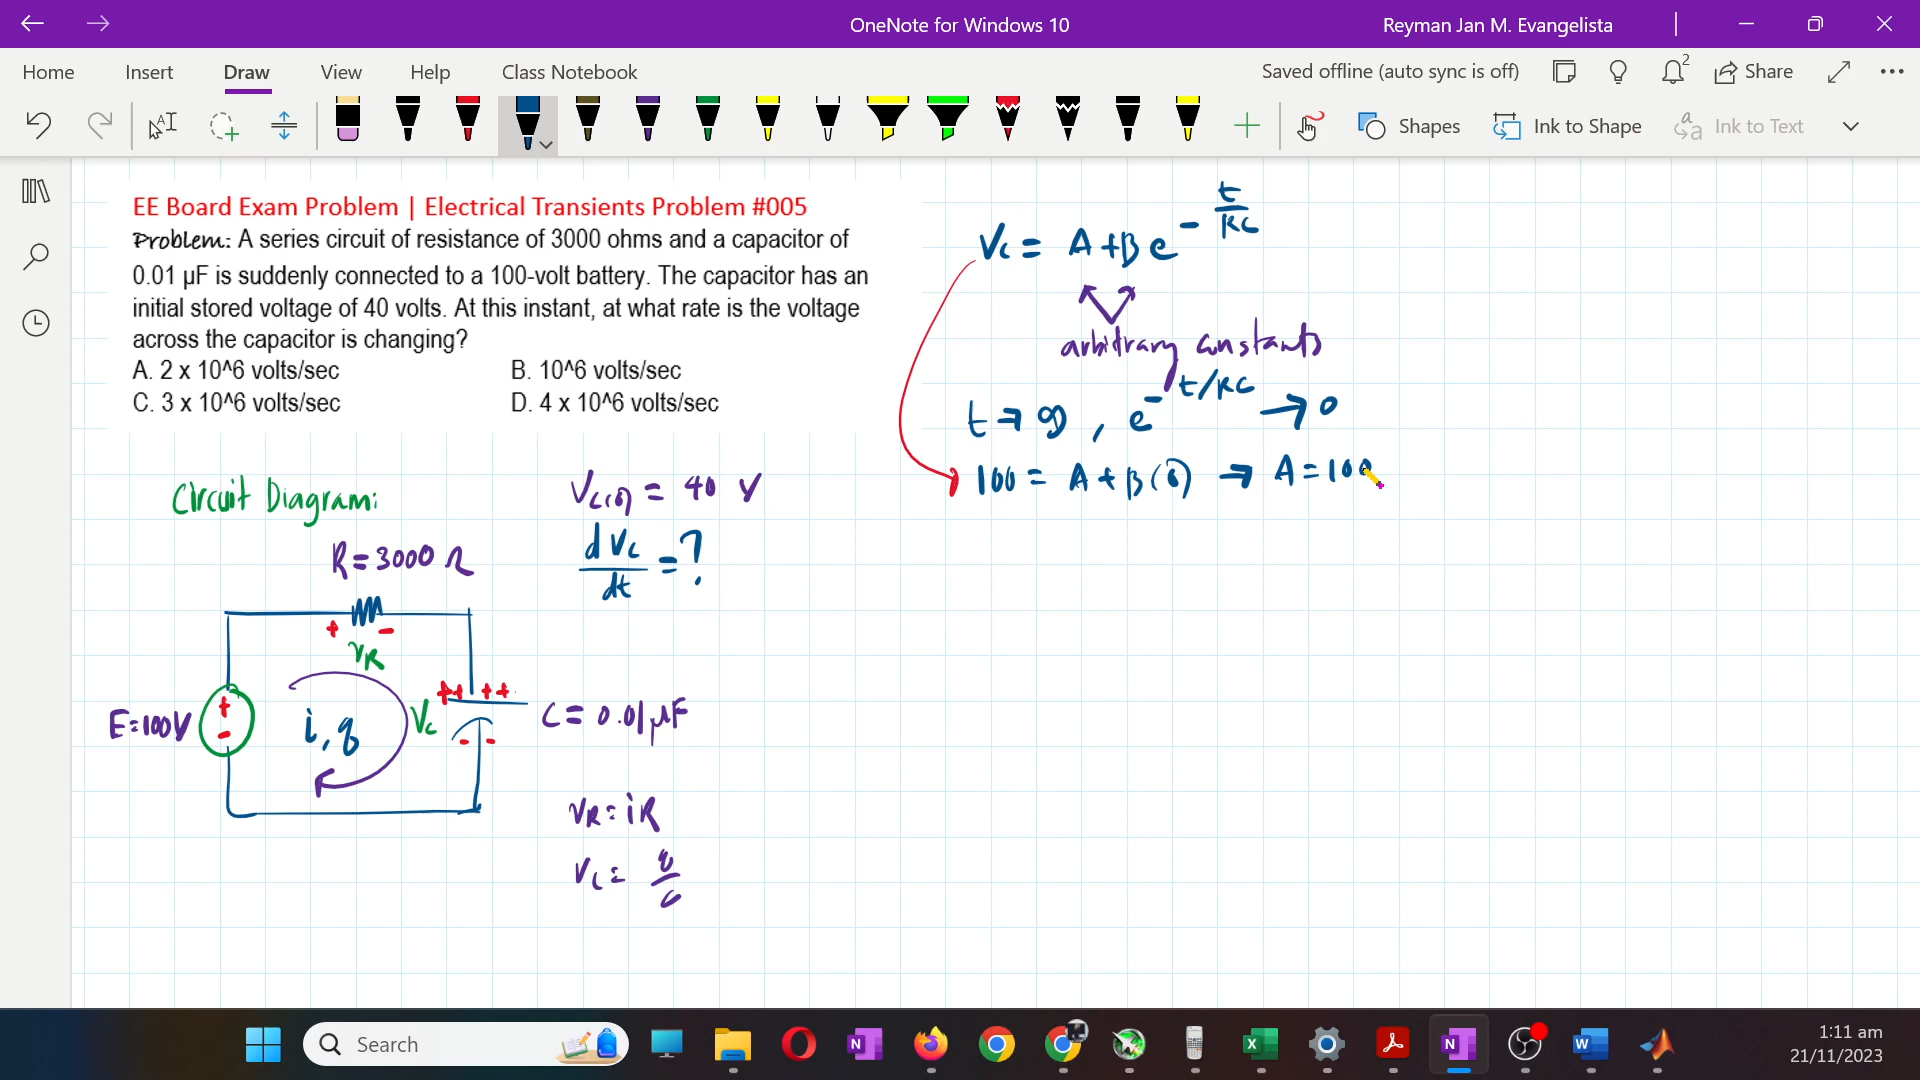 OneNote for Windows 10
Reyman Jan M. Evangelista
Home Insert Draw View Help Class Notebook
Saved offline (auto sync is off)
2
Share
Shapes
Ink to Shape
Ink to Text
EE Board Exam Problem | Electrical Transients Problem #005
Problem: A series circuit of resistance of 3000 ohms and a capacitor of
0.01 µF is suddenly connected to a 100-volt battery. The capacitor has an
initial stored voltage of 40 volts. At this instant, at what rate is the voltage
across the capacitor is changing?
A. 2 x 10^6 volts/sec B. 10^6 volts/sec
C. 3 x 10^6 volts/sec D. 4 x 10^6 volts/sec
Circuit Diagram:
R = 3000 Ω
+ -
vR
E = 100V
+
-
i, q
Vc
++ ++
- -
C = 0.01 µF
Vc(0) = 40 V
dVc/dt = ?
vR = iR
Vc = q/c
Vc = A + B e^-t/RC
arbitrary constants
t → ∞, e^-t/RC → 0
100 = A + B(0) → A = 100
Search
1:11 am
21/11/2023